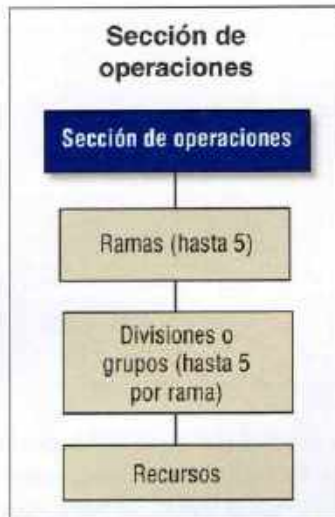 Sección de
operaciones
Sección de operaciones
Ramas (hasta 5)
Divisiones o
grupos (hasta 5
por rama)
Recursos